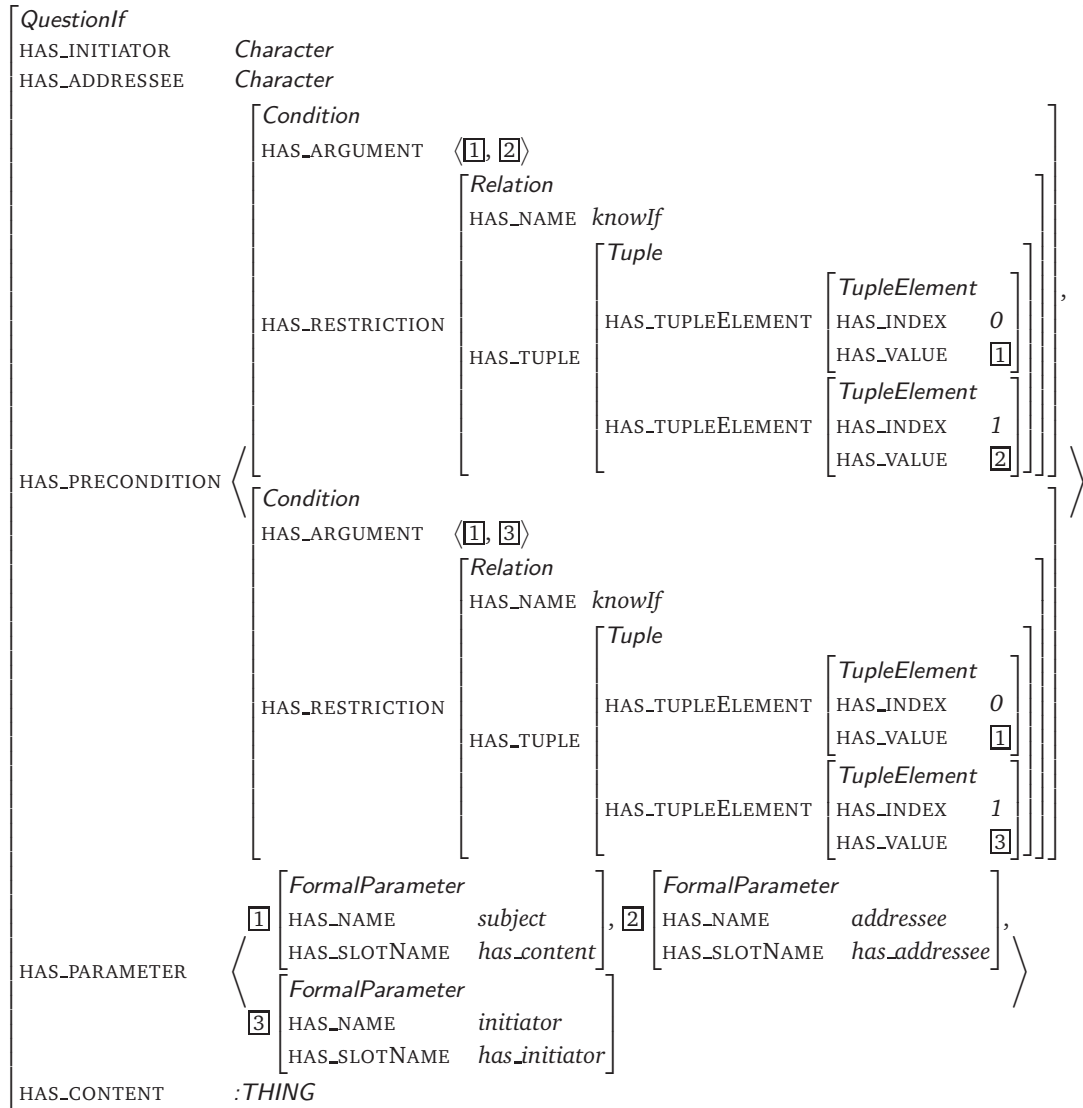 QuestionIf
HAS_INITIATOR Character
HAS_ADDRESSEE Character
Condition
HAS_ARGUMENT ⟨1, 2⟩
Relation
HAS_NAME knowIf
Tuple
TupleElement
HAS_RESTRICTION HAS_TUPLE HAS_TUPLEELEMENT HAS_INDEX 0
HAS_VALUE 1
TupleElement
HAS_TUPLEELEMENT HAS_INDEX 1
HAS_VALUE 2
,
HAS_PRECONDITION
Condition
HAS_ARGUMENT ⟨1, 3⟩
Relation
HAS_NAME knowIf
Tuple
TupleElement
HAS_RESTRICTION HAS_TUPLE HAS_TUPLEELEMENT HAS_INDEX 0
HAS_VALUE 1
TupleElement
HAS_TUPLEELEMENT HAS_INDEX 1
HAS_VALUE 3
FormalParameter FormalParameter
1 HAS_NAME subject , 2 HAS_NAME addressee ,
HAS_SLOTNAME has_content HAS_SLOTNAME has_addressee
HAS_PARAMETER
FormalParameter
3 HAS_NAME initiator
HAS_SLOTNAME has_initiator
HAS_CONTENT :THING